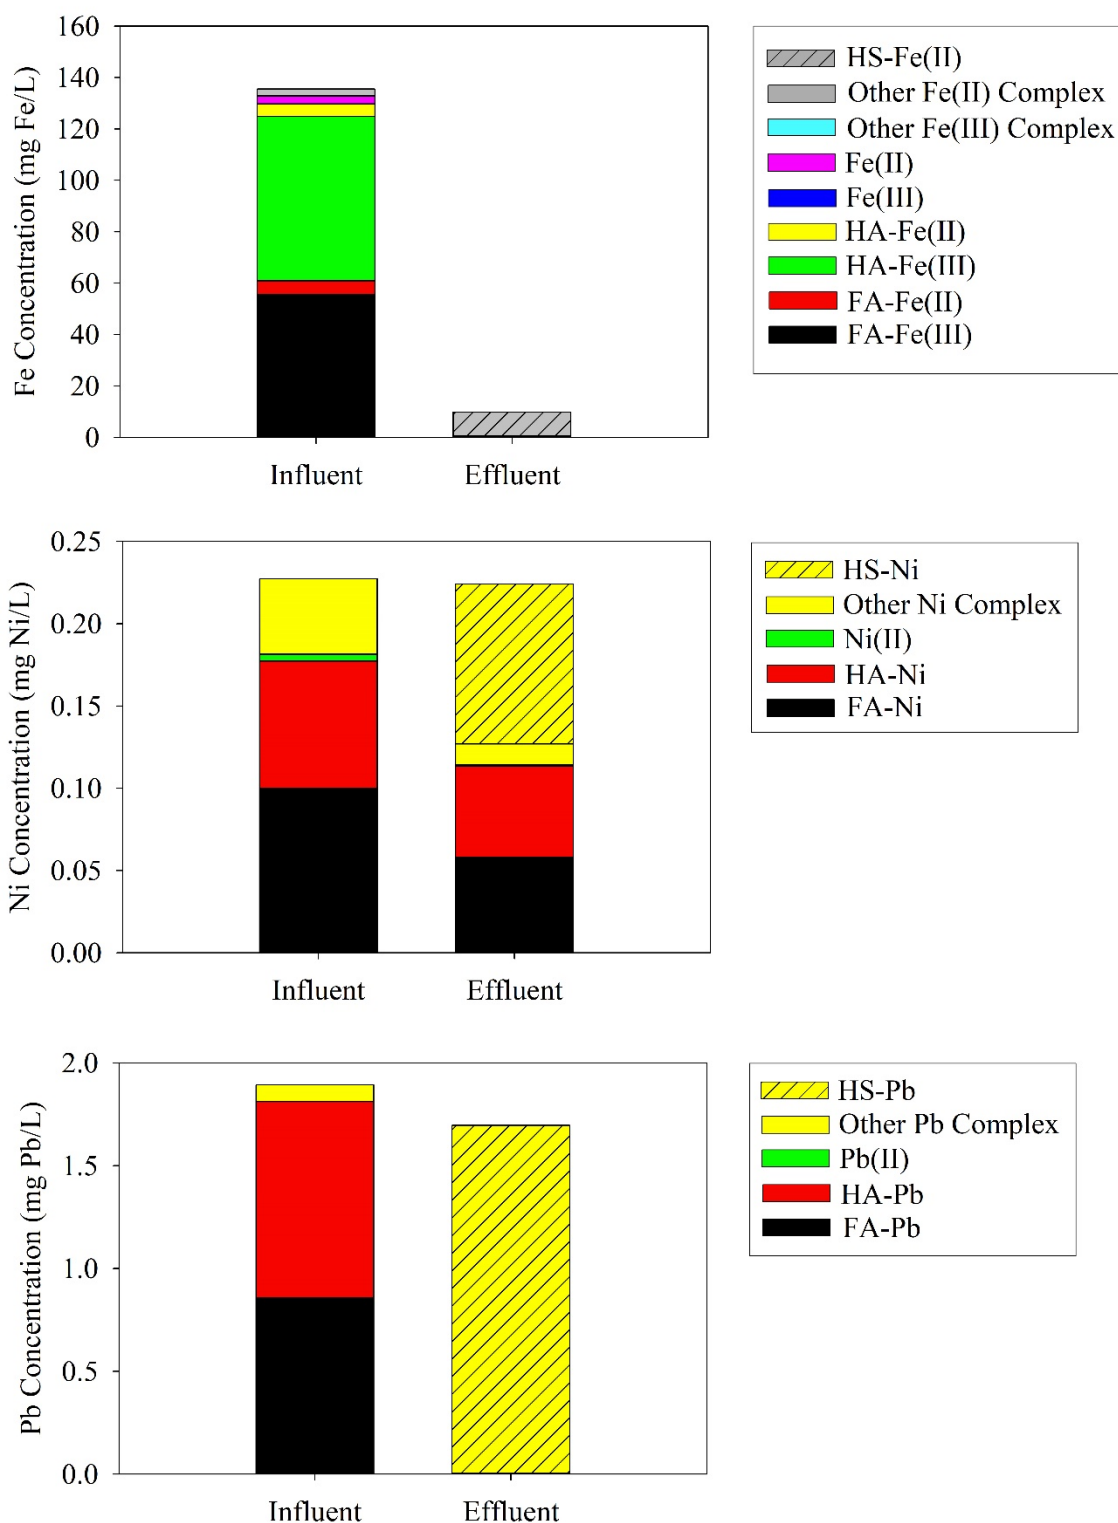 Fe Concentration (mg Fe/L)
160
140
120
100
80
60
40
20
0
Influent
Effluent
HS-Fe(II)
Other Fe(II) Complex
Other Fe(III) Complex
Fe(II)
Fe(III)
HA-Fe(II)
HA-Fe(III)
FA-Fe(II)
FA-Fe(III)
Ni Concentration (mg Ni/L)
0.25
0.20
0.15
0.10
0.05
0.00
Influent
Effluent
HS-Ni
Other Ni Complex
Ni(II)
HA-Ni
FA-Ni
Pb Concentration (mg Pb/L)
2.0
1.5
1.0
0.5
0.0
Influent
Effluent
HS-Pb
Other Pb Complex
Pb(II)
HA-Pb
FA-Pb